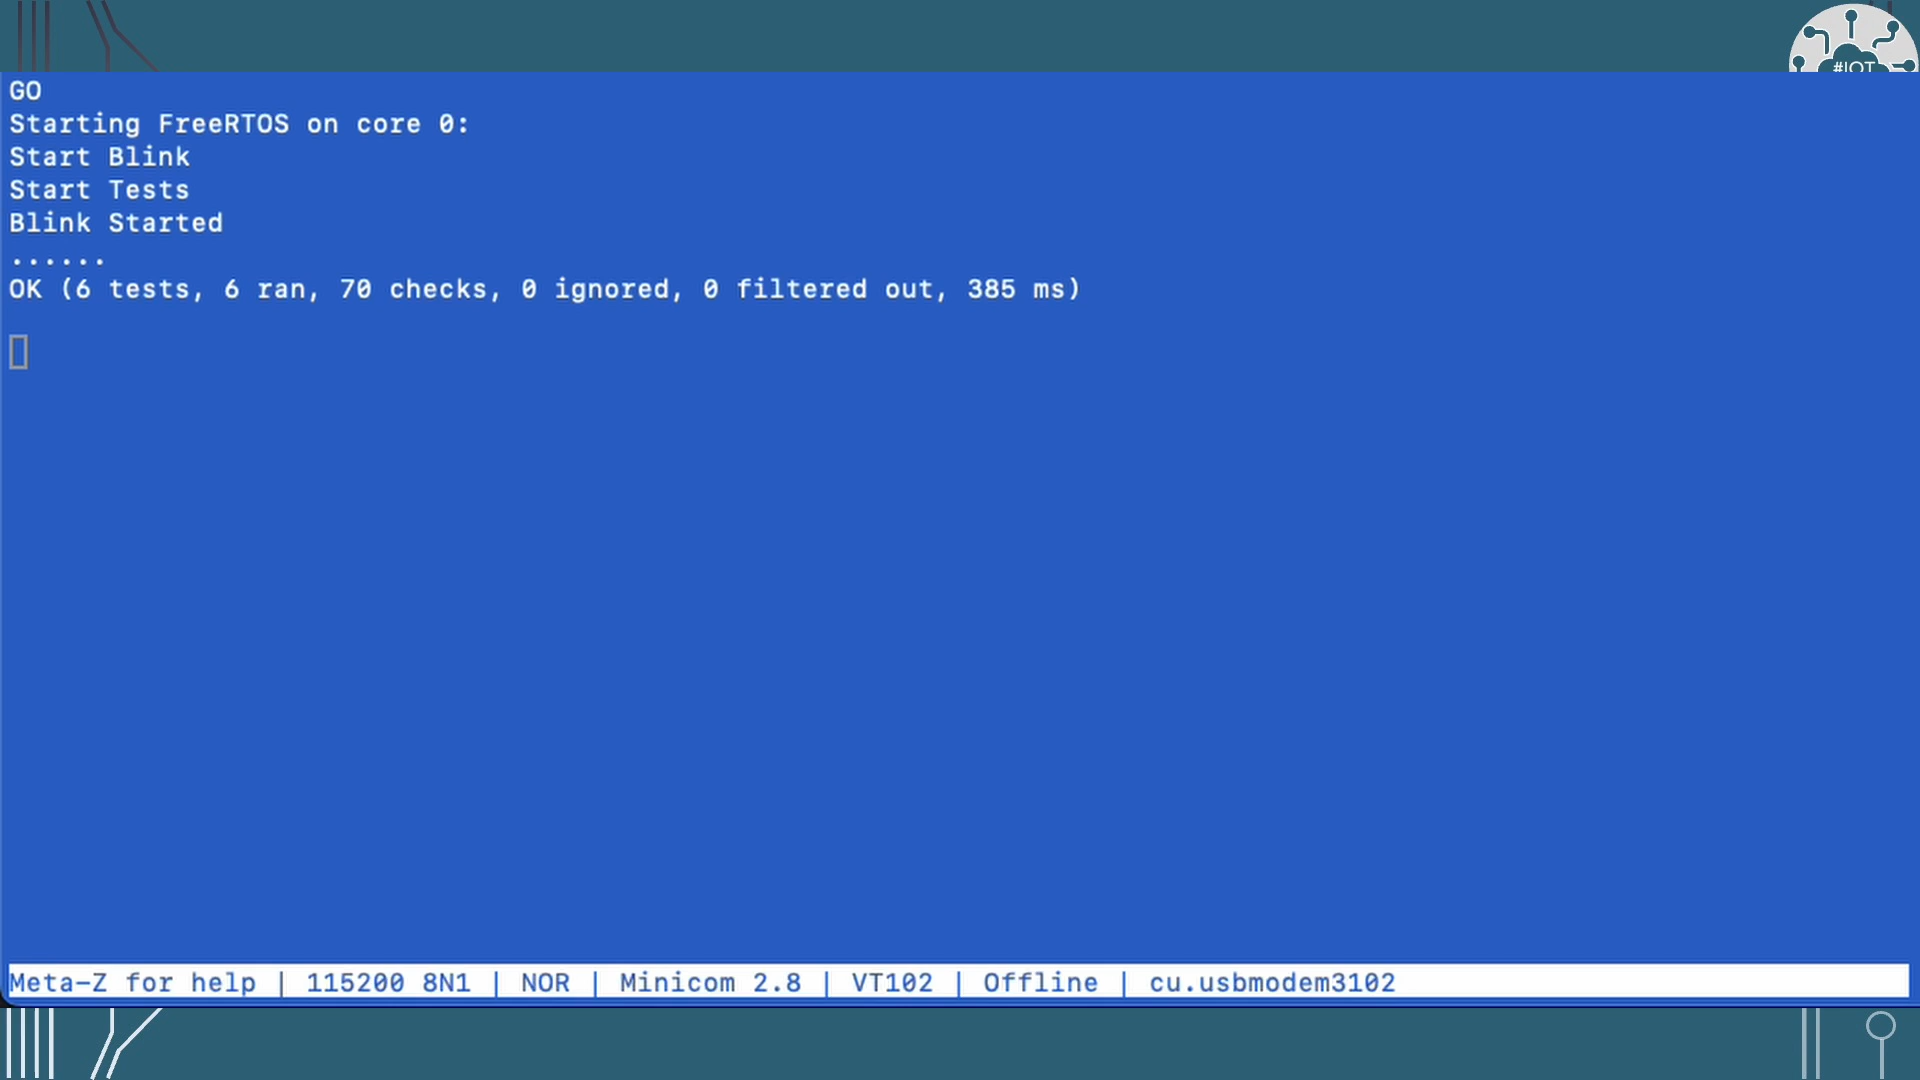 #IOT
GO
Starting FreeRTOS on core 0:
Start Blink
Start Tests
Blink Started
......
OK (6 tests, 6 ran, 70 checks, 0 ignored, 0 filtered out, 385 ms)
Meta-Z for help | 115200 8N1 | NOR | Minicom 2.8 | VT102 | Offline | cu.usbmodem3102